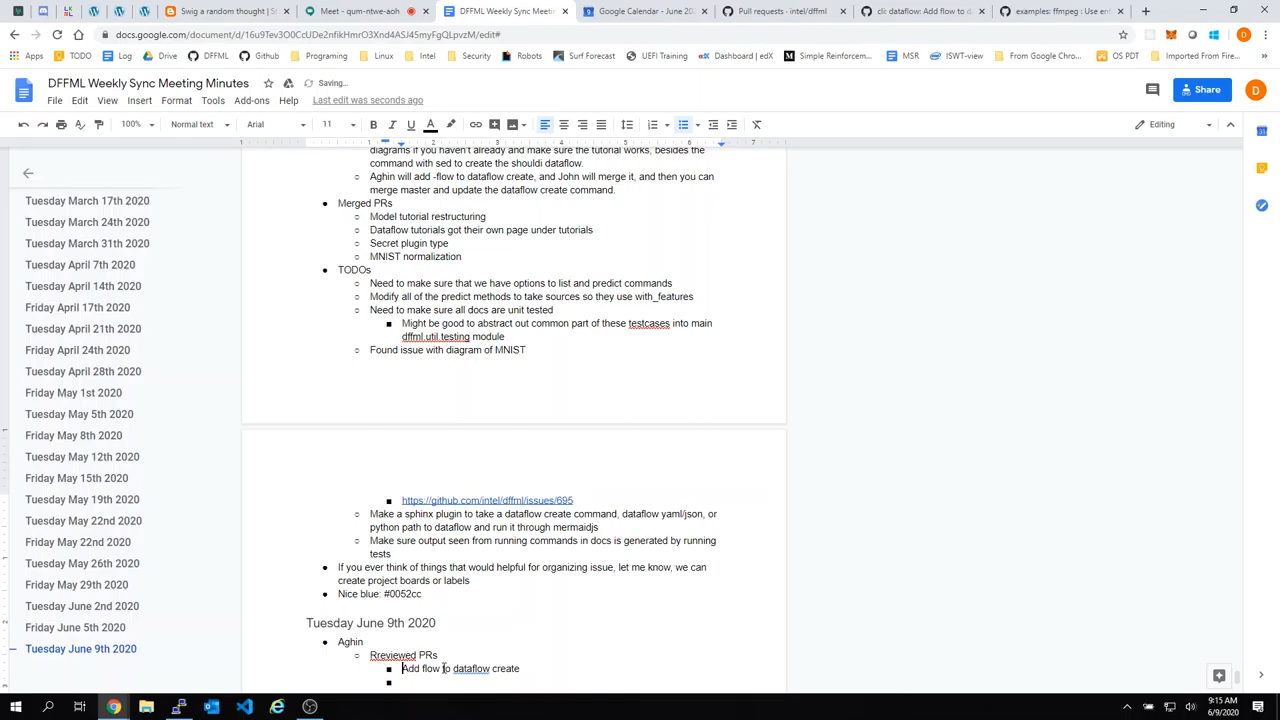 Swig a random thought | S
Meet - qum-ntwe-aoh
DFFML Weekly Sync Meeti
Google Calendar - June 202
Pull requests · intel/dffml
cli: dataflow: Add flow to da
examples: ffmpeg : Use em
docs.google.com/document/d/16u9Tev3O0CcUDe2nfikHmrO3Xnd4ASJ45myFgQLpvzM/edit#
Apps TODO Log Drive DFFML Github Programing Linux Intel Security Robots Surf Forecast UEFI Training Dashboard | edX Simple Reinforcem... MSR ISWT-view From Google Chro... OS PDT Imported From Fire...
DFFML Weekly Sync Meeting Minutes Saving...
File Edit View Insert Format Tools Add-ons Help Last edit was seconds ago
Share
D
100% Normal text Arial 11 Editing
Tuesday March 17th 2020
Tuesday March 24th 2020
Tuesday March 31th 2020
Tuesday April 7th 2020
Tuesday April 14th 2020
Friday April 17th 2020
Tuesday April 21th 2020
Friday April 24th 2020
Tuesday April 28th 2020
Friday May 1st 2020
Tuesday May 5th 2020
Friday May 8th 2020
Tuesday May 12th 2020
Friday May 15th 2020
Tuesday May 19th 2020
Tuesday May 22nd 2020
Friday May 22nd 2020
Tuesday May 26th 2020
Friday May 29th 2020
Tuesday June 2nd 2020
Friday June 5th 2020
Tuesday June 9th 2020
diagrams if you haven't already and make sure the tutorial works, besides the
command with sed to create the shouldi dataflow.
Aghin will add -flow to dataflow create, and John will merge it, and then you can
merge master and update the dataflow create command.
Merged PRs
Model tutorial restructuring
Dataflow tutorials got their own page under tutorials
Secret plugin type
MNIST normalization
TODOs
Need to make sure that we have options to list and predict commands
Modify all of the predict methods to take sources so they use with_features
Need to make sure all docs are unit tested
Might be good to abstract out common part of these testcases into main
dffml.util.testing module
Found issue with diagram of MNIST
https://github.com/intel/dffml/issues/695
Make a sphinx plugin to take a dataflow create command, dataflow yaml/json, or
python path to dataflow and run it through mermaidjs
Make sure output seen from running commands in docs is generated by running
tests
If you ever think of things that would helpful for organizing issue, let me know, we can
create project boards or labels
Nice blue: #0052cc
Tuesday June 9th 2020
Aghin
Rreviewed PRs
Add flow to dataflow create
9:15 AM
6/9/2020